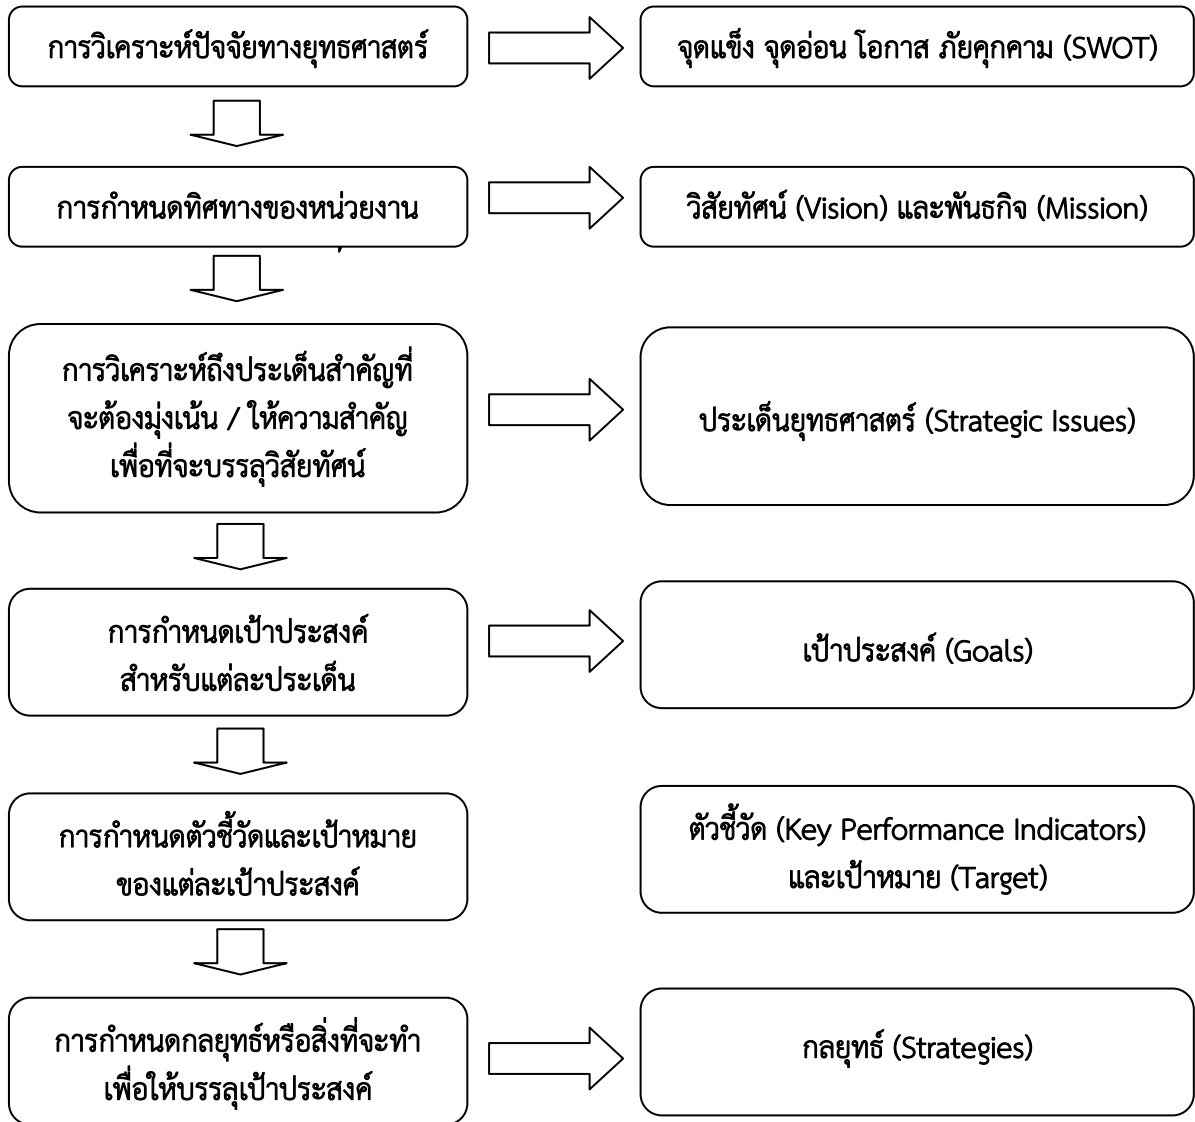 การวิเคราะห์ปัจจัยทางยุทธศาสตร์
จุดแข็ง จุดอ่อน โอกาส ภัยคุกคาม (SWOT)
การกำหนดทิศทางของหน่วยงาน
วิสัยทัศน์ (Vision) และพันธกิจ (Mission)
การวิเคราะห์ถึงประเด็นสำคัญที่
จะต้องมุ่งเน้น / ให้ความสำคัญ
เพื่อที่จะบรรลุวิสัยทัศน์
ประเด็นยุทธศาสตร์ (Strategic Issues)
การกำหนดเป้าประสงค์
สำหรับแต่ละประเด็น
เป้าประสงค์ (Goals)
การกำหนดตัวชี้วัดและเป้าหมาย
ของแต่ละเป้าประสงค์
ตัวชี้วัด (Key Performance Indicators)
และเป้าหมาย (Target)
การกำหนดกลยุทธ์หรือสิ่งที่จะทำ
เพื่อให้บรรลุเป้าประสงค์
กลยุทธ์ (Strategies)